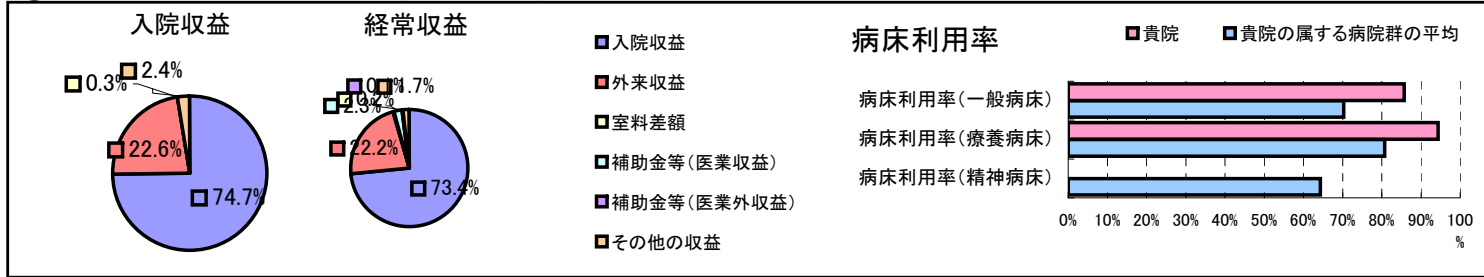 入院収益
74.7%
22.6%
0.3%
2.4%
経常収益
73.4%
22.2%
2.3%
0.2%
1.7%
入院収益
外来収益
室料差額
補助金等(医業収益)
補助金等(医業外収益)
その他の収益
病床利用率
貴院
貴院の属する病院群の平均
病床利用率(一般病床)
病床利用率(療養病床)
病床利用率(精神病床)
0% 10% 20% 30% 40% 50% 60% 70% 80% 90% 100
%